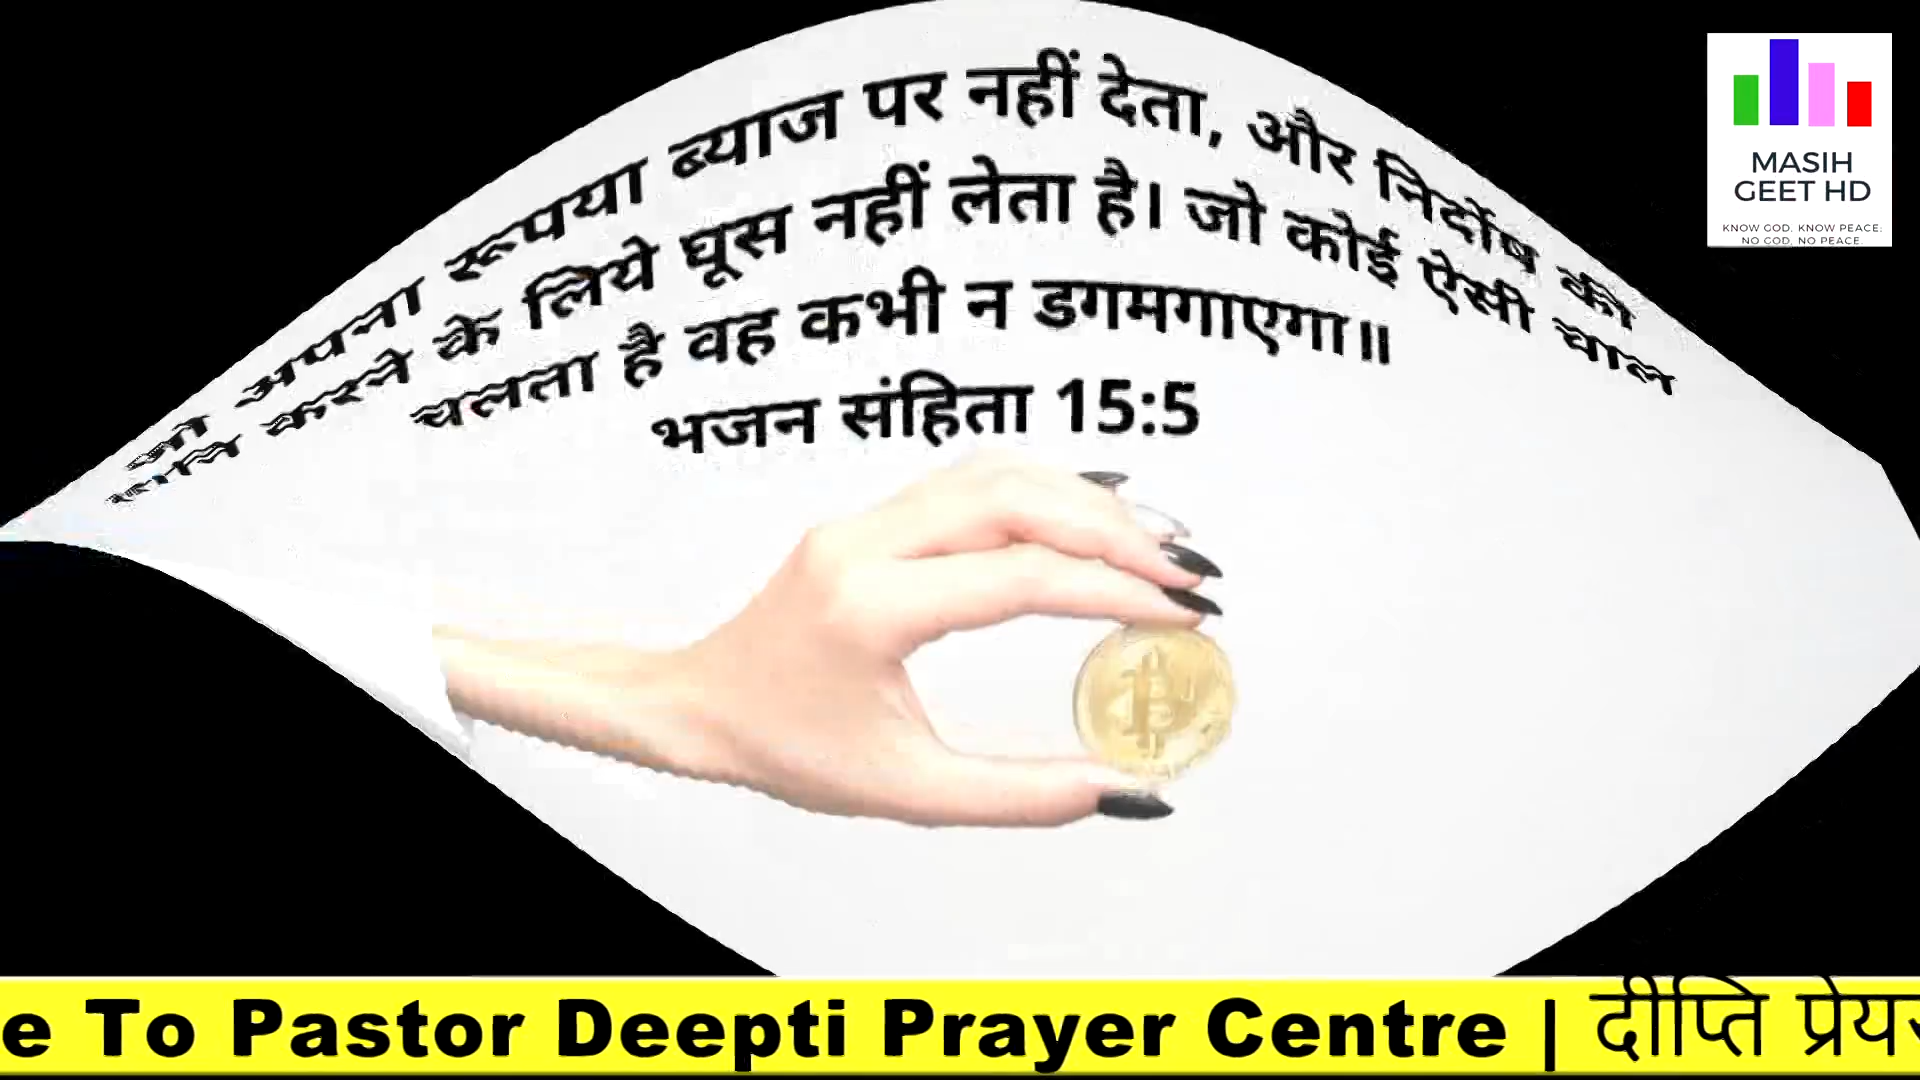 जो अपना रूपया ब्याज पर नहीं देता, और निर्दोष की
हानि करने के लिये घूस नहीं लेता है। जो कोई ऐसी चाल
चलता है वह कभी न डगमगाएगा॥
भजन संहिता 15:5
MASIH
GEET HD
KNOW GOD. KNOW PEACE.
NO GOD, NO PEACE.
e To Pastor Deepti Prayer Centre | दीप्ति प्रेयर